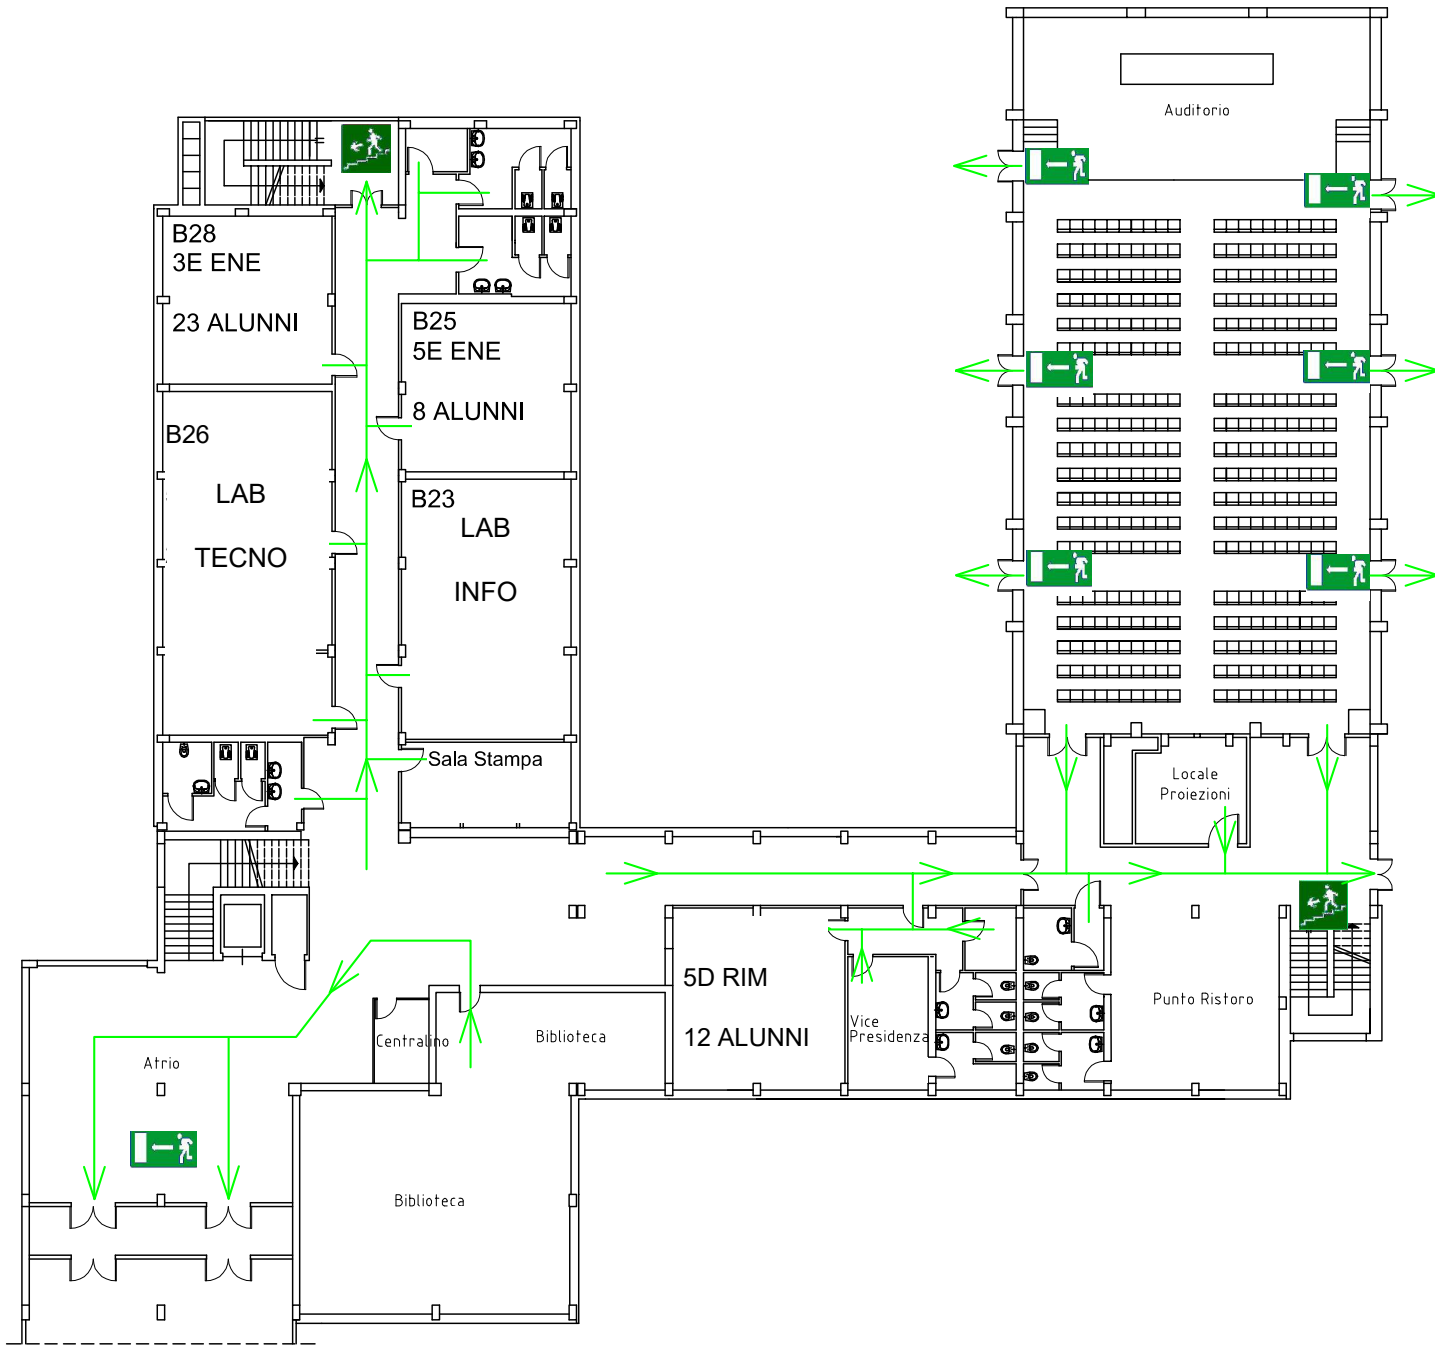 Auditorio
B28
3E ENE
23 ALUNNI
B25
5E ENE
8 ALUNNI
B26
LAB
TECNO
B23
LAB
INFO
Sala Stampa
Locale
Proiezioni
5D RIM
12 ALUNNI
Vice
Presidenza
Punto Ristoro
Centralino
Biblioteca
Atrio
Biblioteca